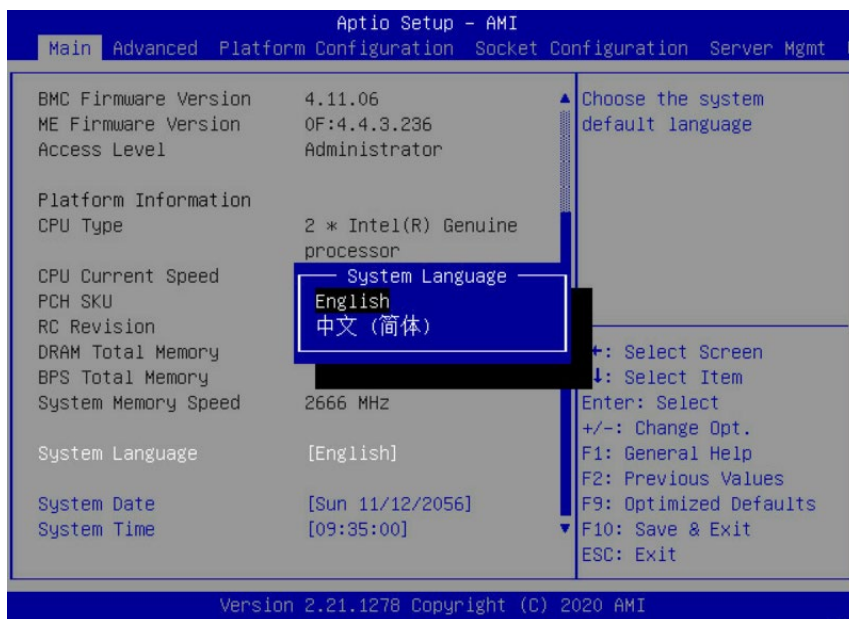 Aptio Setup – AMI
Main Advanced Platform Configuration Socket Configuration Server Mgmt
BMC Firmware Version 4.11.06
ME Firmware Version 0F:4.4.3.236
Access Level Administrator
Platform Information
CPU Type 2 * Intel(R) Genuine
processor
CPU Current Speed
PCH SKU
RC Revision
DRAM Total Memory
BPS Total Memory
System Memory Speed 2666 MHz
System Language [English]
System Date [Sun 11/12/2056]
System Time [09:35:00]
System Language
English
中文 (简体)
Choose the system
default language
: Select Screen
: Select Item
Enter: Select
+/-: Change Opt.
F1: General Help
F2: Previous Values
F9: Optimized Defaults
F10: Save & Exit
ESC: Exit
Version 2.21.1278 Copyright (C) 2020 AMI